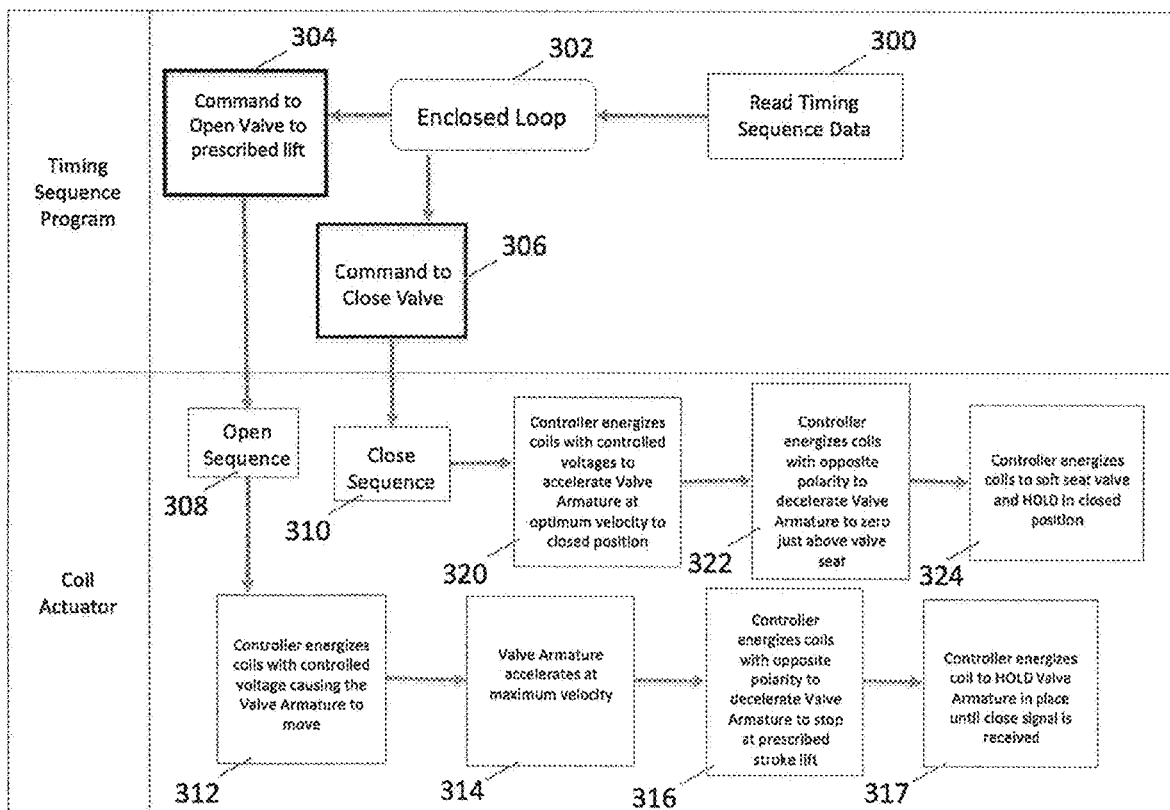 304
302
300
Command to
Open Valve to
prescribed lift
Enclosed Loop
Read Timing
Sequence Data
Timing
Sequence
Program
306
Command to
Close Valve
Open
Sequence
308
Close
Sequence
310
Controller energizes
coils with controlled
voltages to
accelerate Valve
Armature at
optimum velocity to
closed position
320
Controller
energizes coils
with opposite
polarity to
decelerate Valve
Armature to zero
just above valve
seat
322
Controller energizes
coils to soft seat valve
and HOLD in closed
position
324
Coil
Actuator
Controller energizes
coils with controlled
voltage causing the
Valve Armature to
move
312
Valve Armature
accelerates at
maximum velocity
314
Controller
energizes coils
with opposite
polarity to
decelerate Valve
Armature to stop
at prescribed
stroke lift
316
Controller energizes
coil to HOLD Valve
Armature in place
until close signal is
received
317